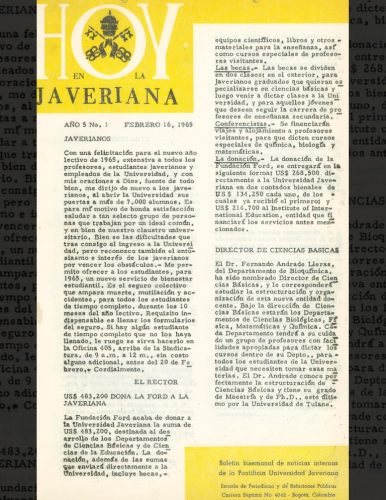 HOY
EN LA
JAVERIANA
AÑO 5 No. 1 FEBRERO 16, 1965
JAVERIANOS
Con una felicitación para el nuevo año
lectivo de 1965, extensiva a todos los
profesores, estudiantes javerianos y
empleados de la Universidad, y con
mis oraciones a Dios, fuente de todo
bien, me dirijo de nuevo a los jave-
rianos, al abrir la Universidad sus
puertas a más de 7,000 alumnos. Es
para mí motivo de honda satisfacción
saludar a tan selecto grupo de perso-
nas que trabajan por un ideal común,
y en bien de nuestro claustro univer-
sitario. Bien se las dificultades que
trae consigo el ingreso a la Universi
dad, pero reconozco también el entu-
siasmo e interés de los javerianos
por vencer los obstáculos.= Me per-
mito ofrecer a los estudiantes, para
1965, un nuevo servicio de bienestar
estudiantil. Es el seguro colectivo
que ampara muerte, mutilación y ac-
cidentes, para todos los estudiantes
de tiempo completo, durante los 10
meses del año lectivo. Requisito in-
dispensable es llenar los formularios
del seguro. Si hay algún estudiante
de tiempo completo que no los haya
llenado, le ruego se sirva hacerlo en
la Oficina 405, arriba de la Sindica-
tura, de 9 a.m. a 12 m., sin costo
alguno adicional, antes del 20 de Fe
brero.= Cordialmente,
EL RECTOR
US$ 483,200 DONA LA FORD A LA
JAVERIANA
La Fundación Ford acaba de donar a
la Universidad Javeriana la suma de
US$ 483,200, destinada al de
sarrollo de los Departamentos
de Ciencias Básicas y de Cien
cias de la Educación. La do-
nación, además de las sumas
que enviará directamente a la
Universidad, incluye becas,=
equipos científicos, libros y otros=
materiales para la enseñanza, así
como cursos especiales de profeso-
res visitantes.
Las becas.= Las becas se dividen
en dos clases: en el exterior, para
javerianos graduados que quieran es
pecialisarse en ciencias básicas y
luego venir a dictar clases a la Uni
versidad, y para aquellos jóvenes
que deseen seguir la carrera de pro
fesores de enseñanza secundaria.
Conferencistas.= Se financiarán
viajes y alojamiento a profesores
visitantes, para que dicten cursos
especiales de química, biología y
matemáticas.
La donación.= La donación de la
Fundación Ford, se entregará en la
siguiente forma: US$ 268,500 di-
rectamente a la Universidad Javeria
na en dos contados bienales de
US$ 134,250 cada uno, de los =
cuales ya recibió el primero; y
US$ 214,700 al Institute of Inter-
national Education, entidad que fi
nanciará los servicios antes men-
cionados.
DIRECTOR DE CIENCIAS BASICAS
El Dr. Fernando Andrade Lleras,
del Departamento de Bioquímica,
ha sido nombrado Director de Cien
cias Básicas, y le corresponderá
estudiar la estructuración y organi-
zación de esta nueva entidad docen-
te. Bajo la dirección de Ciencias
Básicas estarán los Departa-
mentos de Ciencias Biológicas, Fí-
sica, Matemáticas y Química. Ca-
da Departamento tendrá a su cuida-
do un grupo de profesores con faci
lidades apropiadas para dictar los
cursos dentro de su Depto., para =
todos los estudiantes de la Univer-
sidad que necesiten tomar esas ma
terias. El Dr. Andrade conoce per
fectamente la estructuración de =
Ciencias Básicas y tiene su grado
de Maestría y de Ph.D., este últi-
mo por la Universidad de Tulane.
Boletín bisemanal de noticias internas
de la Pontificia Universidad Javeriana
Escuela de Periodismo y de Relaciones Públicas
Carrera Séptima No 40-62 - Bogotá, Colombia